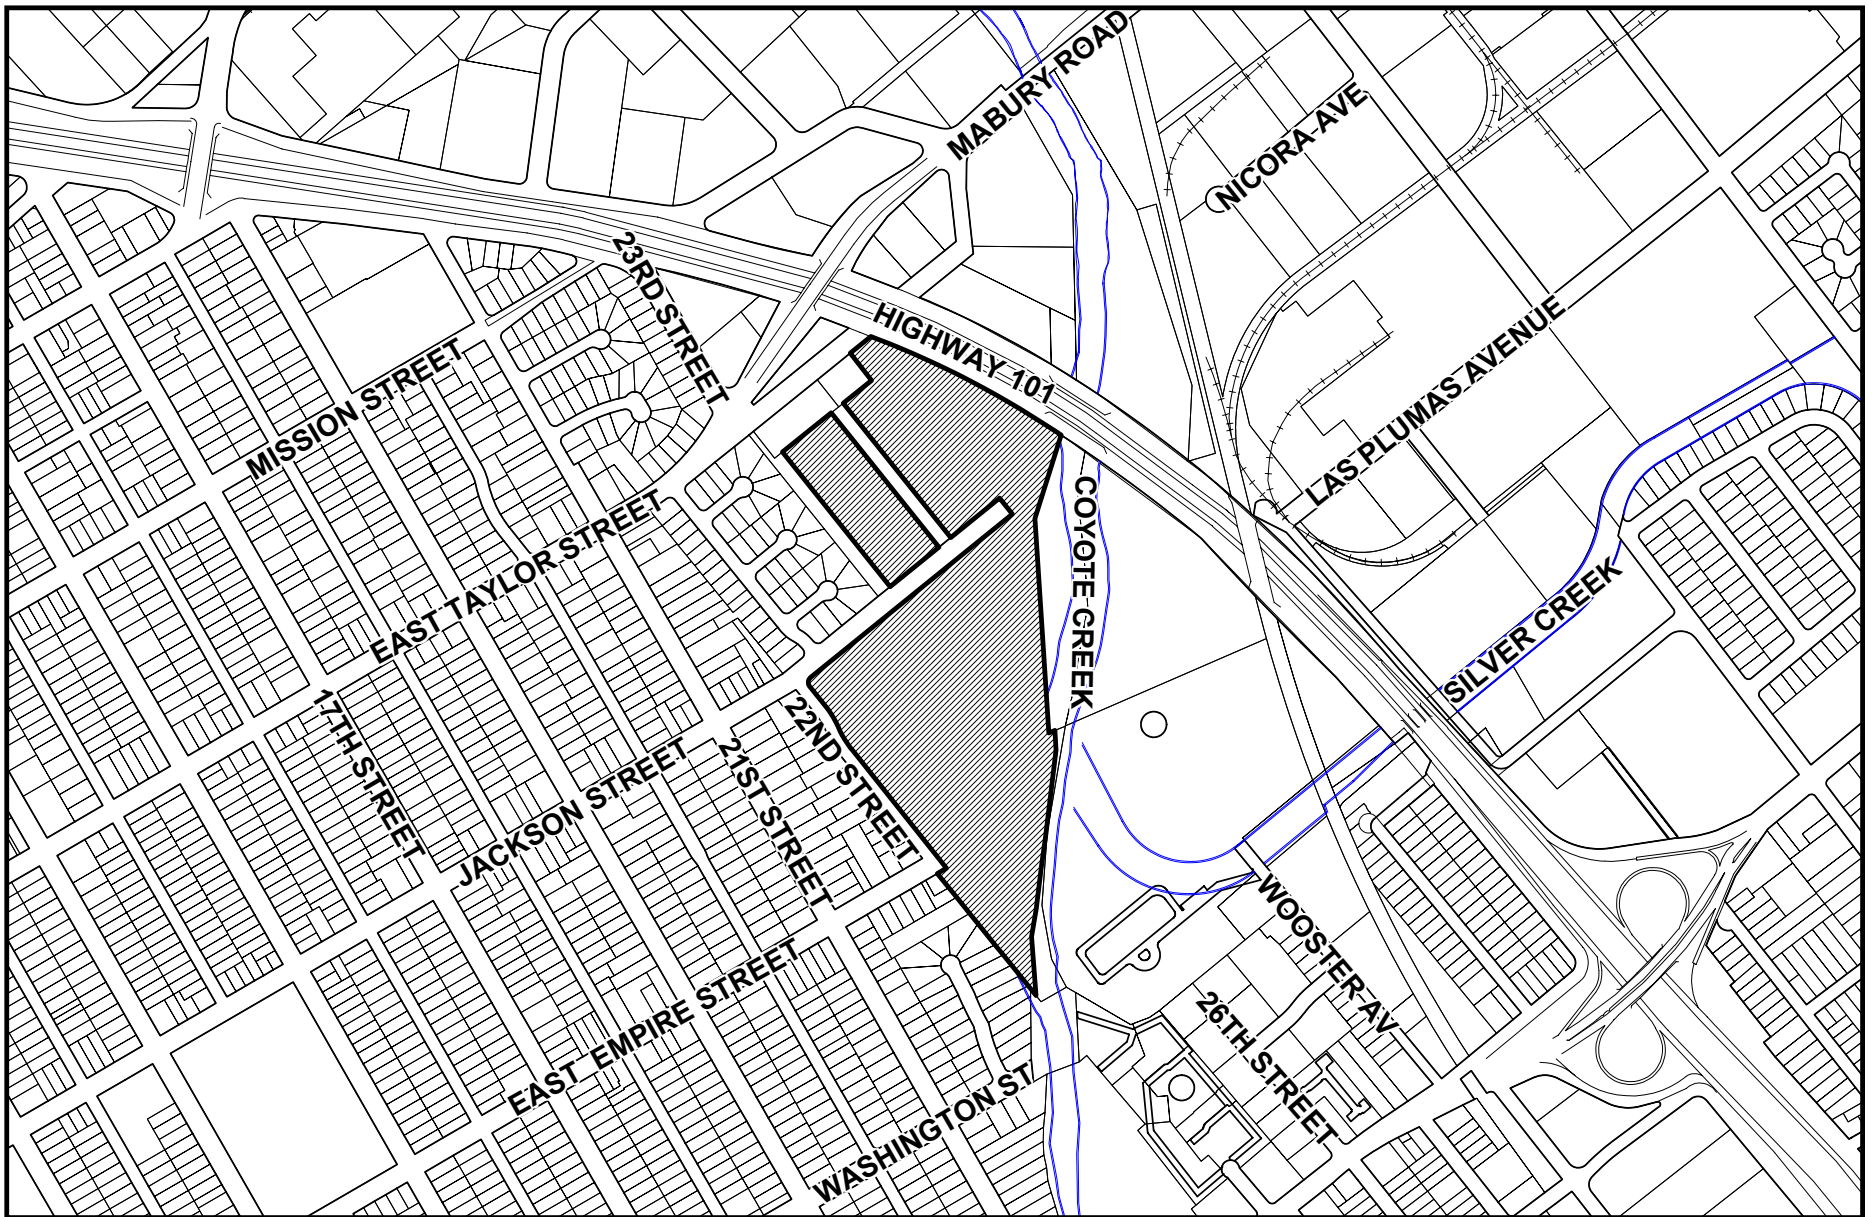 MABURY ROAD
NICORA AVE
23RD STREET
HIGHWAY 101
MISSION STREET
LAS PLUMAS AVENUE
EAST TAYLOR STREET
COYOTE CREEK
SILVER CREEK
17TH STREET
22ND STREET
JACKSON STREET
21ST STREET
WOOSTER AV
EAST EMPIRE STREET
26TH STREET
WASHINGTON ST